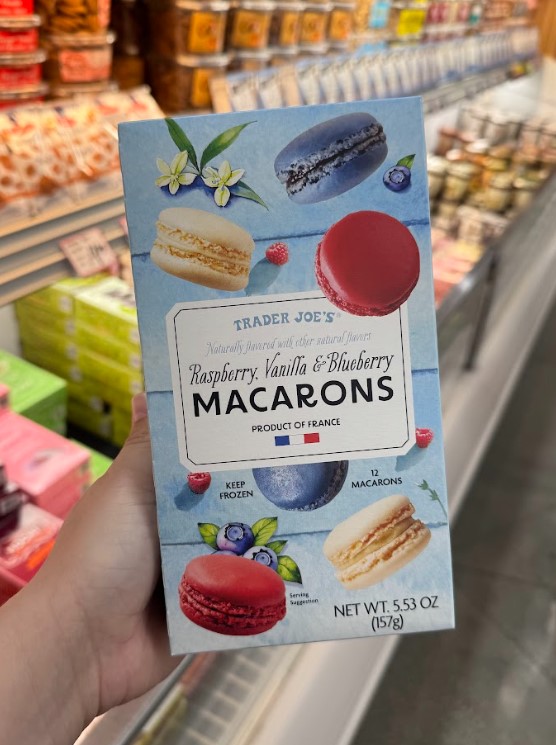 TRADER JOE'S®
Naturally flavored with other natural flavors
Raspberry, Vanilla & Blueberry
MACARONS
PRODUCT OF FRANCE
KEEP
FROZEN
12
MACARONS
Serving
Suggestion
NET WT. 5.53 OZ
(157g)